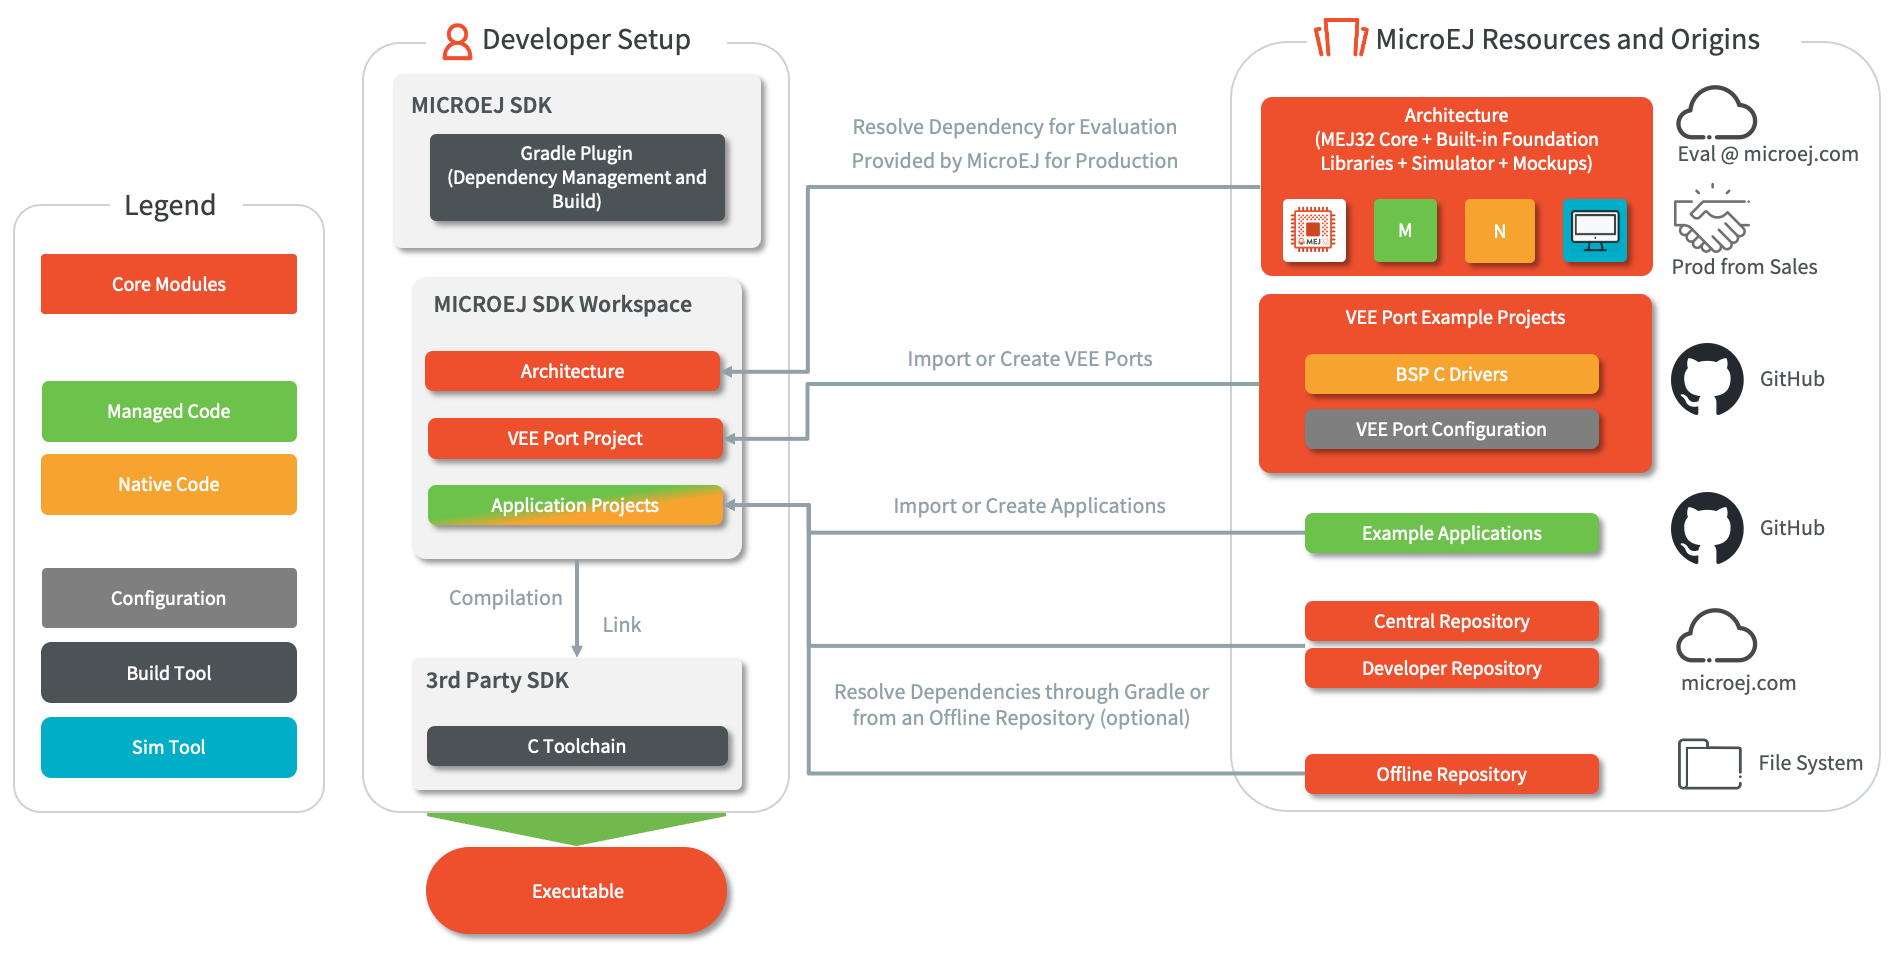 Legend
Core Modules
Managed Code
Native Code
Configuration
Build Tool
Sim Tool
Developer Setup
MICROEJ SDK
Gradle Plugin
(Dependency Management and
Build)
MICROEJ SDK Workspace
Architecture
VEE Port Project
Application Projects
Compilation
Link
3rd Party SDK
C Toolchain
Executable
Resolve Dependency for Evaluation
Provided by MicroEJ for Production
Import or Create VEE Ports
Import or Create Applications
Resolve Dependencies through Gradle or
from an Offline Repository (optional)
MicroEJ Resources and Origins
Architecture
(MEJ32 Core + Built-in Foundation
Libraries + Simulator + Mockups)
MEJ
M
N
Eval @ microej.com
Prod from Sales
VEE Port Example Projects
BSP C Drivers
VEE Port Configuration
GitHub
Example Applications
GitHub
Central Repository
Developer Repository
microej.com
Offline Repository
File System